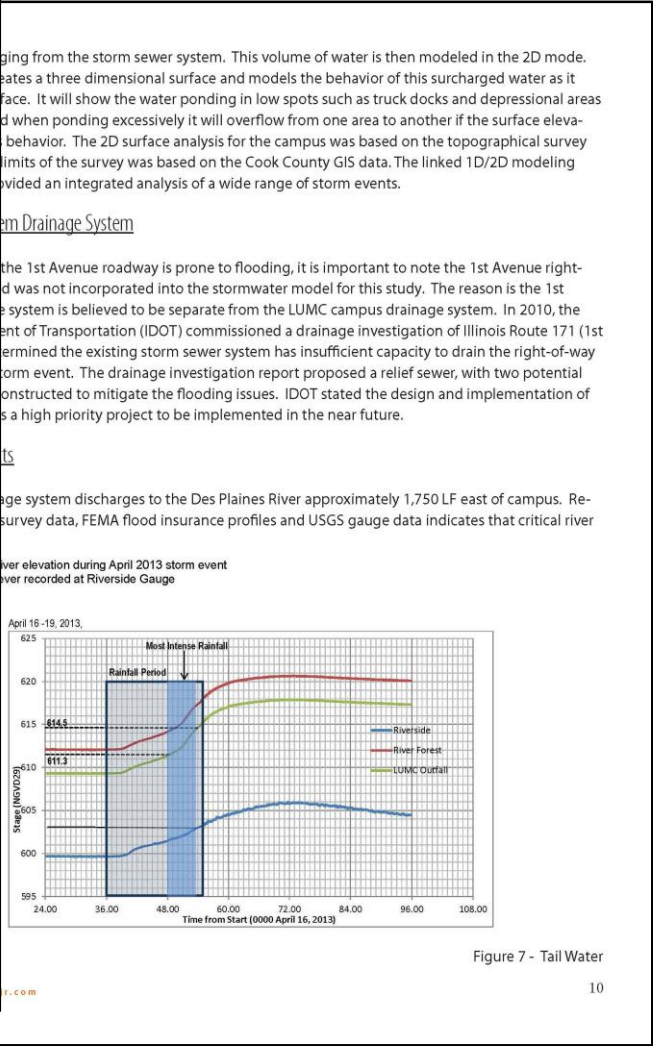 ging from the storm sewer system. This volume of water is then modeled in the 2D mode.
eates a three dimensional surface and models the behavior of this surcharged water as it
face. It will show the water ponding in low spots such as truck docks and depressional areas
d when ponding excessively it will overflow from one area to another if the surface eleva-
behavior. The 2D surface analysis for the campus was based on the topographical survey
limits of the survey was based on the Cook County GIS data. The linked 1D/2D modeling
ovided an integrated analysis of a wide range of storm events.
em Drainage System
the 1st Avenue roadway is prone to flooding, it is important to note the 1st Avenue right-
d was not incorporated into the stormwater model for this study. The reason is the 1st
e system is believed to be separate from the LUMC campus drainage system. In 2010, the
ent of Transportation (IDOT) commissioned a drainage investigation of Illinois Route 171 (1st
ermined the existing storm sewer system has insufficient capacity to drain the right-of-way
torm event. The drainage investigation report proposed a relief sewer, with two potential
onstructed to mitigate the flooding issues. IDOT stated the design and implementation of
s a high priority project to be implemented in the near future.
ts
age system discharges to the Des Plaines River approximately 1,750 LF east of campus. Re-
survey data, FEMA flood insurance profiles and USGS gauge data indicates that critical river
iver elevation during April 2013 storm event
ever recorded at Riverside Gauge
April 16 -19, 2013,
625
Most Intense Rainfall
Rainfall Period
620
615
614.5
Riverside
River Forest
LUMC Outfall
611.3
610
605
600
595
Stage (NGVD29)
24.00 36.00 48.00 60.00 72.00 84.00 96.00 108.00
Time from Start (0000 April 16, 2013)
Figure 7 - Tail Water
jr.com
10